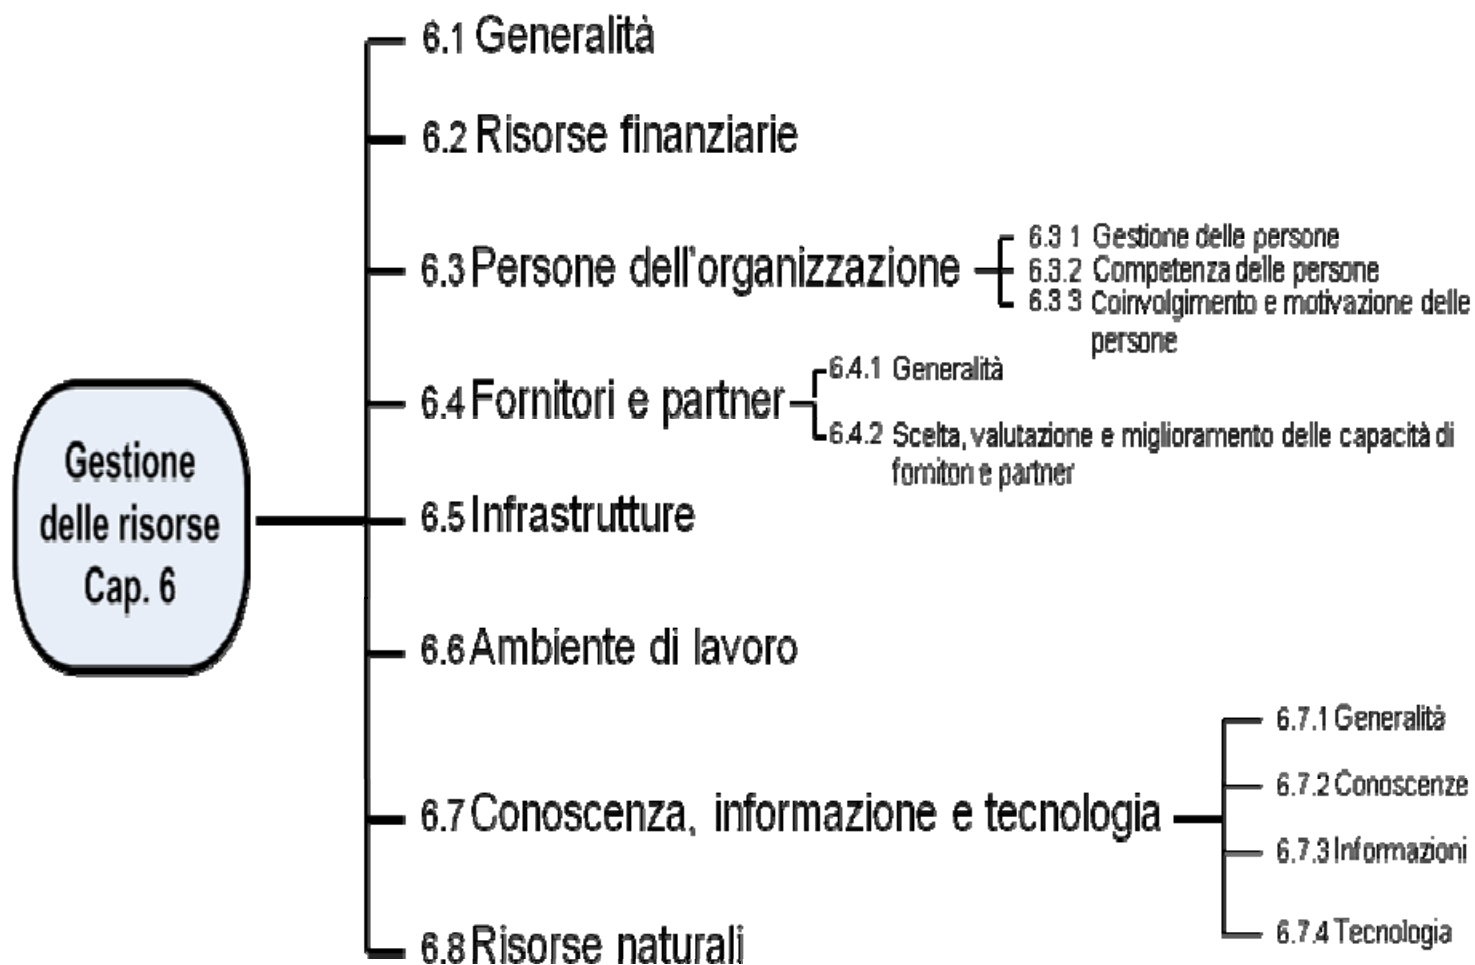 6.1 Generalità
6.2 Risorse finanziarie
6.3 Persone dell'organizzazione
6.3 1 Gestione delle persone
6.3.2 Competenza delle persone
6.3 3 Coinvolgimento e motivazione delle
persone
6.4 Fornitori e partner
6.4.1 Generalità
6.4.2 Scelta, valutazione e miglioramento delle capacità di
fornitori e partner
Gestione
delle risorse
Cap. 6
6.5 Infrastrutture
6.6 Ambiente di lavoro
6.7 Conoscenza, informazione e tecnologia
6.7.1 Generalità
6.7.2 Conoscenze
6.7.3 Informazioni
6.7.4 Tecnologia
6.8 Risorse naturali